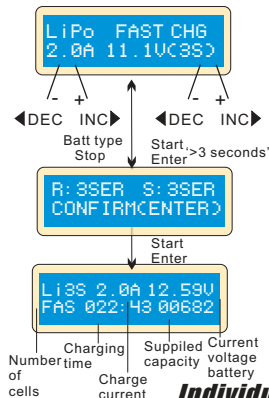 LiPo FAST CHG
2.0A 11.1V(3S)
- + - +
◀DEC INC▶ ◀DEC INC▶
Batt type
Stop
Start
Enter
'>3 seconds'
R:3SER S:3SER
CONFIRM(ENTER)
Start
Enter
Li3S 2.0A 12.59V
FAS 022:43 00682
Number
of
cells
Charging
time
Charge
current
Suppiled
capacity
Current
voltage
battery